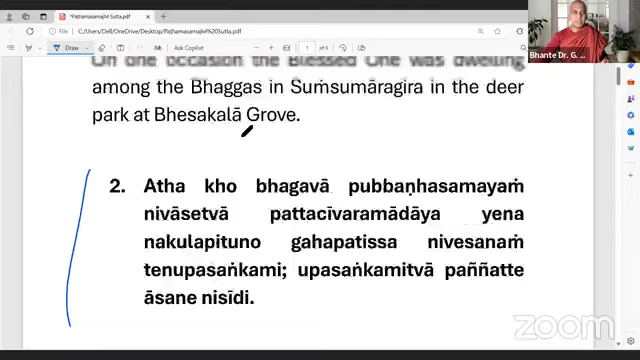 *Pathamasamajivi Sutta.pdf
File
C:/Users/Dell/OneDrive/Desktop/Pathamasamajivi%20Sutta.pdf
Draw
Ask Copilot
1
Bhante Dr. G.
On one occasion the Blessed One was dwelling
among the Bhaggas in Suṁsumāragira in the deer
park at Bhesakalā Grove.
2. Atha kho bhagavā pubbaṇhasamayaṁ
nivāsetvā pattacīvaramādāya yena
nakulapituno gahapatissa nivesanaṁ
tenupasaṅkami; upasaṅkamitvā paññatte
āsane nisīdi.
zoom